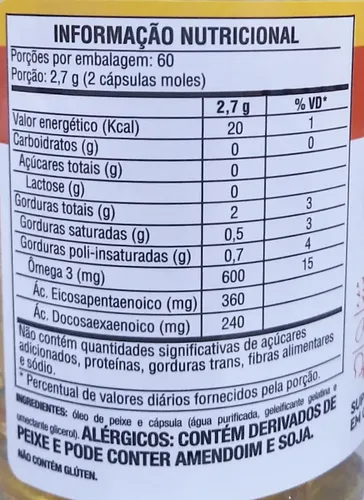 INFORMAÇÃO NUTRICIONAL
Porções por embalagem: 60
Porção: 2,7 g (2 cápsulas moles)
2,7 g % VD*
Valor energético (Kcal) 20 1
Carboidratos (g) 0 0
Açúcares totais (g) 0
Lactose (g) 0
Gorduras totais (g) 2 3
Gorduras saturadas (g) 0,5 3
Gorduras poli-insaturadas (g) 0,7 4
Ômega 3 (mg) 600 15
Ác. Eicosapentaenoico (mg) 360
Ác. Docosaexaenoico (mg) 240
Não contém quantidades significativas de açúcares
adicionados, proteínas, gorduras trans, fibras alimentares
e sódio.
* Percentual de valores diários fornecidos pela porção.
INGREDIENTES: óleo de peixe e cápsula (água purificada, geleificante gelatina e
umectante glicerol). ALÉRGICOS: CONTÉM DERIVADOS DE
PEIXE E PODE CONTER AMENDOIM E SOJA.
NÃO CONTÉM GLÚTEN.